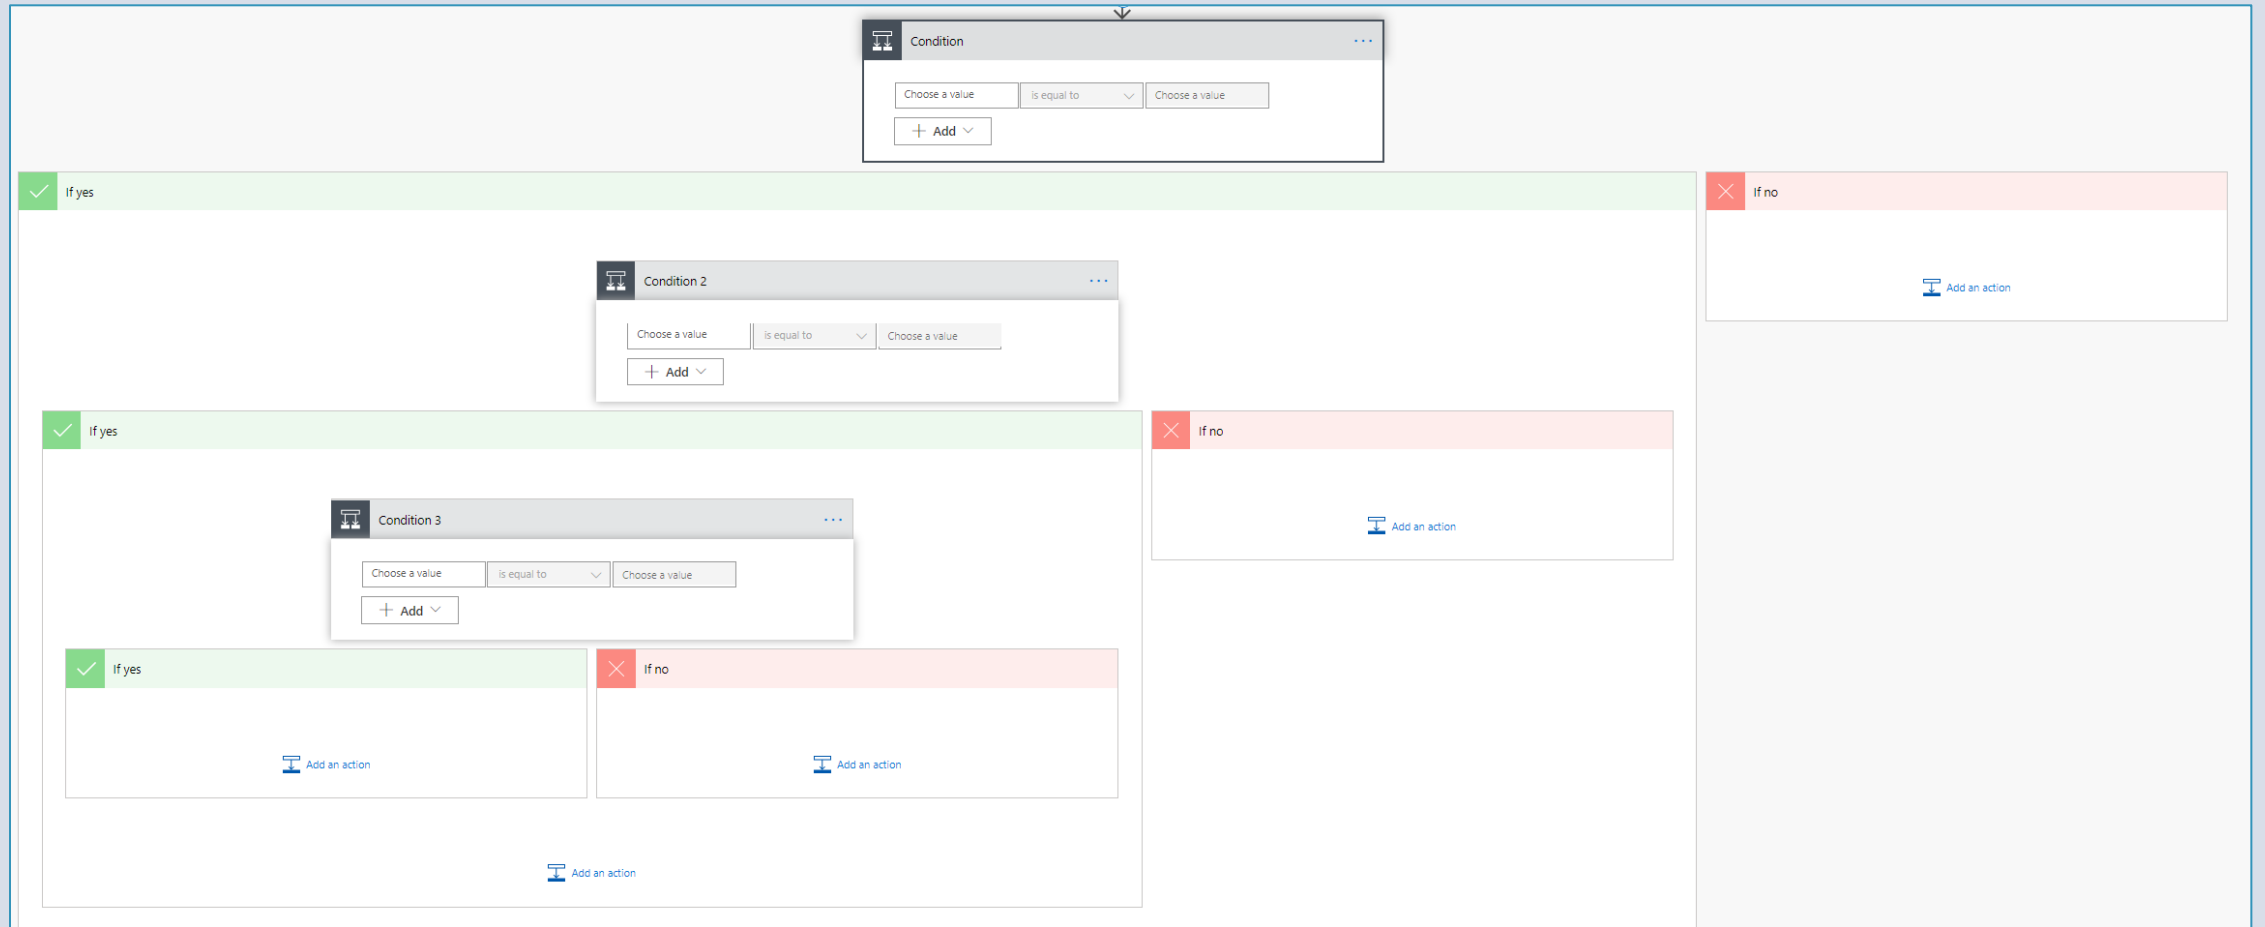 Condition
Choose a value is equal to Choose a value
Add
If yes
If no
Condition 2
Add an action
Choose a value is equal to Choose a value
Add
If yes
If no
Condition 3
Add an action
Choose a value is equal to Choose a value
Add
If yes
If no
Add an action
Add an action
Add an action